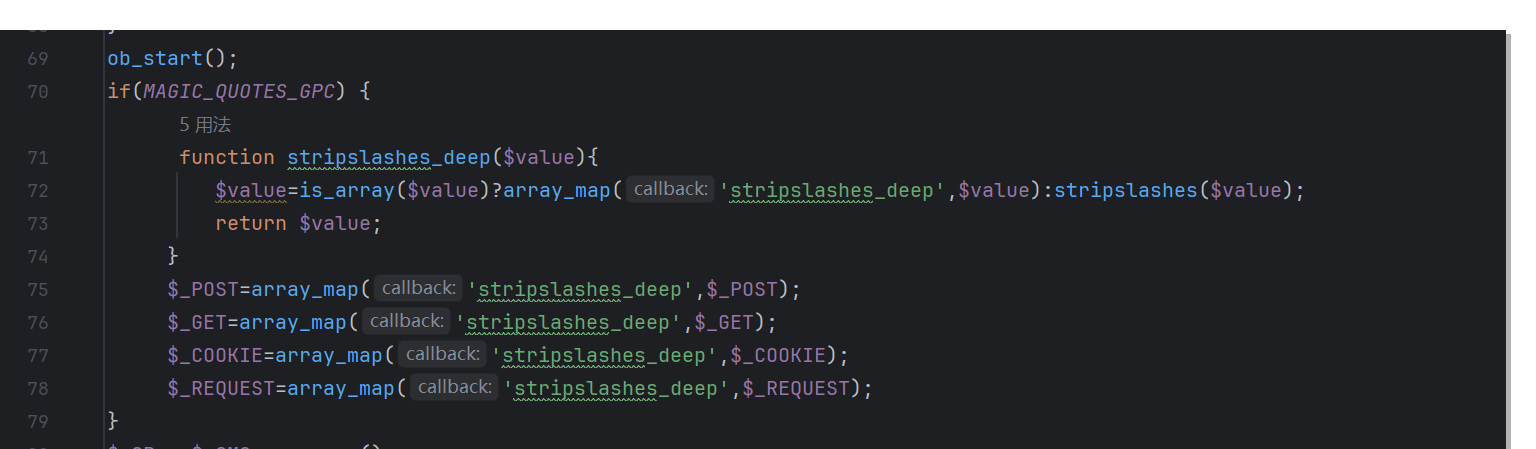 69 ob_start();
70 if(MAGIC_QUOTES_GPC) {
5 用法
71 function stripslashes_deep($value){
72 $value=is_array($value)?array_map( callback: 'stripslashes_deep',$value):stripslashes($value);
73 return $value;
74 }
75 $_POST=array_map( callback: 'stripslashes_deep',$_POST);
76 $_GET=array_map( callback: 'stripslashes_deep',$_GET);
77 $_COOKIE=array_map( callback: 'stripslashes_deep',$_COOKIE);
78 $_REQUEST=array_map( callback: 'stripslashes_deep',$_REQUEST);
79 }